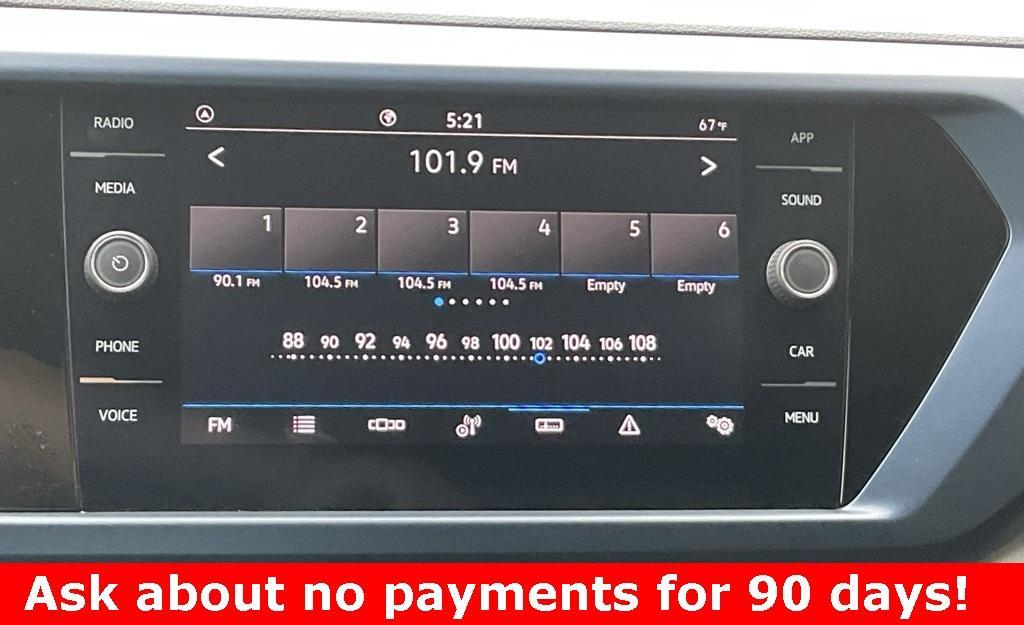 RADIO
MEDIA
PHONE
VOICE
5:21
67°F
101.9 FM
< >
1 2 3 4 5 6
90.1 FM 104.5 FM 104.5 FM 104.5 FM Empty Empty
88 90 92 94 96 98 100 102 104 106 108
FM
APP
SOUND
CAR
MENU
Ask about no payments for 90 days!